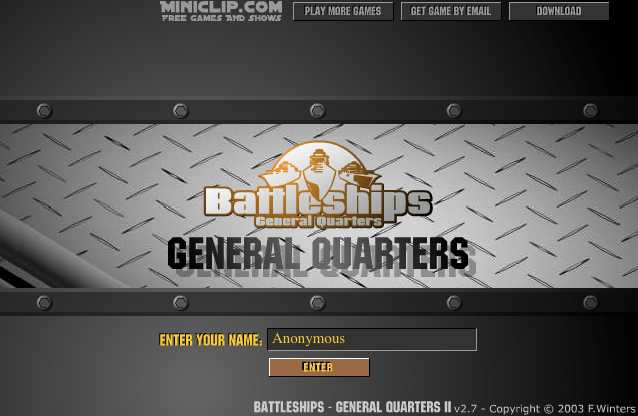 MINICLIP.COM
FREE GAMES AND SHOWS
PLAY MORE GAMES
GET GAME BY EMAIL
DOWNLOAD
Battleships
General Quarters
GENERAL QUARTERS
ENTER YOUR NAME: Anonymous
ENTER
BATTLESHIPS - GENERAL QUARTERS II v2.7 - Copyright © 2003 F.Winters